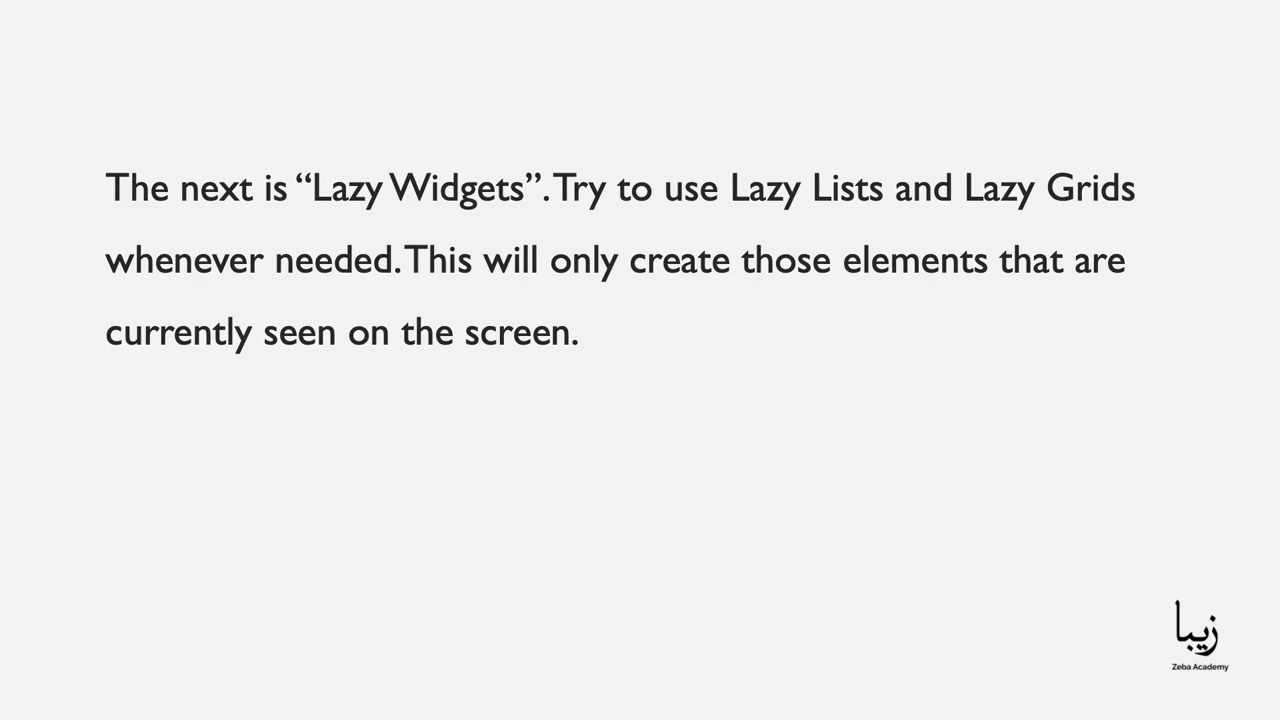 The next is “Lazy Widgets”. Try to use Lazy Lists and Lazy Grids
whenever needed. This will only create those elements that are
currently seen on the screen.
زيبا
Zeba Academy